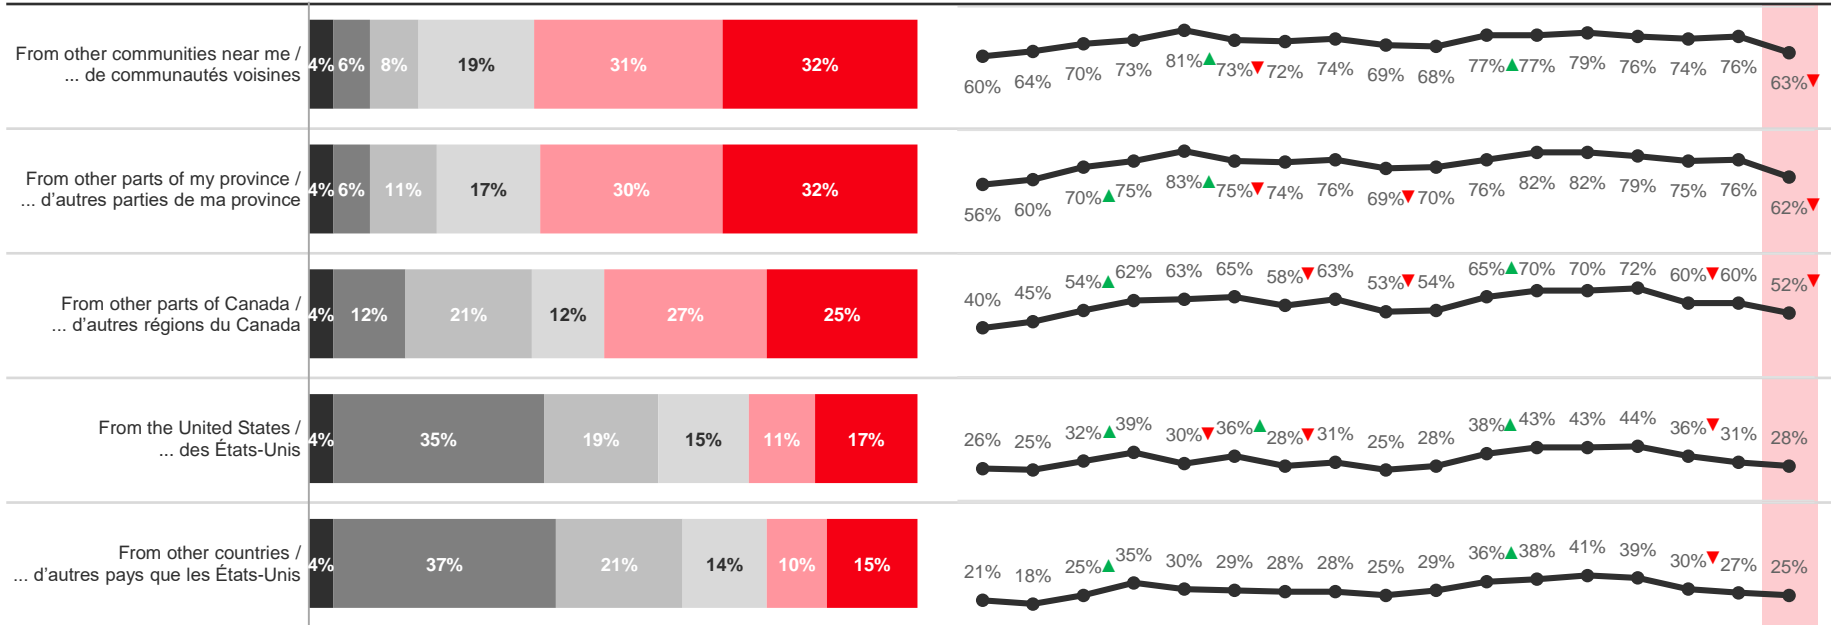 From other communities near me /
... de communautés voisines
4% 6% 8% 19% 31% 32%
60% 64% 70% 73% 81%▲ 73%▼ 72% 74% 69% 68% 77%▲ 77% 79% 76% 74% 76% 63%▼
From other parts of my province /
... d'autres parties de ma province
4% 6% 11% 17% 30% 32%
56% 60% 70%▲ 75% 83%▲ 75%▼ 74% 76% 69%▼ 70% 76% 82% 82% 79% 75% 76% 62%▼
From other parts of Canada /
... d'autres régions du Canada
4% 12% 21% 12% 27% 25%
40% 45% 54%▲ 62% 63% 65% 58%▼ 63% 53%▼ 54% 65%▲ 70% 70% 72% 60%▼ 60% 52%▼
From the United States /
... des États-Unis
4% 35% 19% 15% 11% 17%
26% 25% 32%▲ 39% 30%▼ 36%▲ 28%▼ 31% 25% 28% 38%▲ 43% 43% 44% 36%▼ 31% 28%
From other countries /
... d'autres pays que les États-Unis
4% 37% 21% 14% 10% 15%
21% 18% 25%▲ 35% 30% 29% 28% 28% 25% 29% 36%▲ 38% 41% 39% 30%▼ 27% 25%